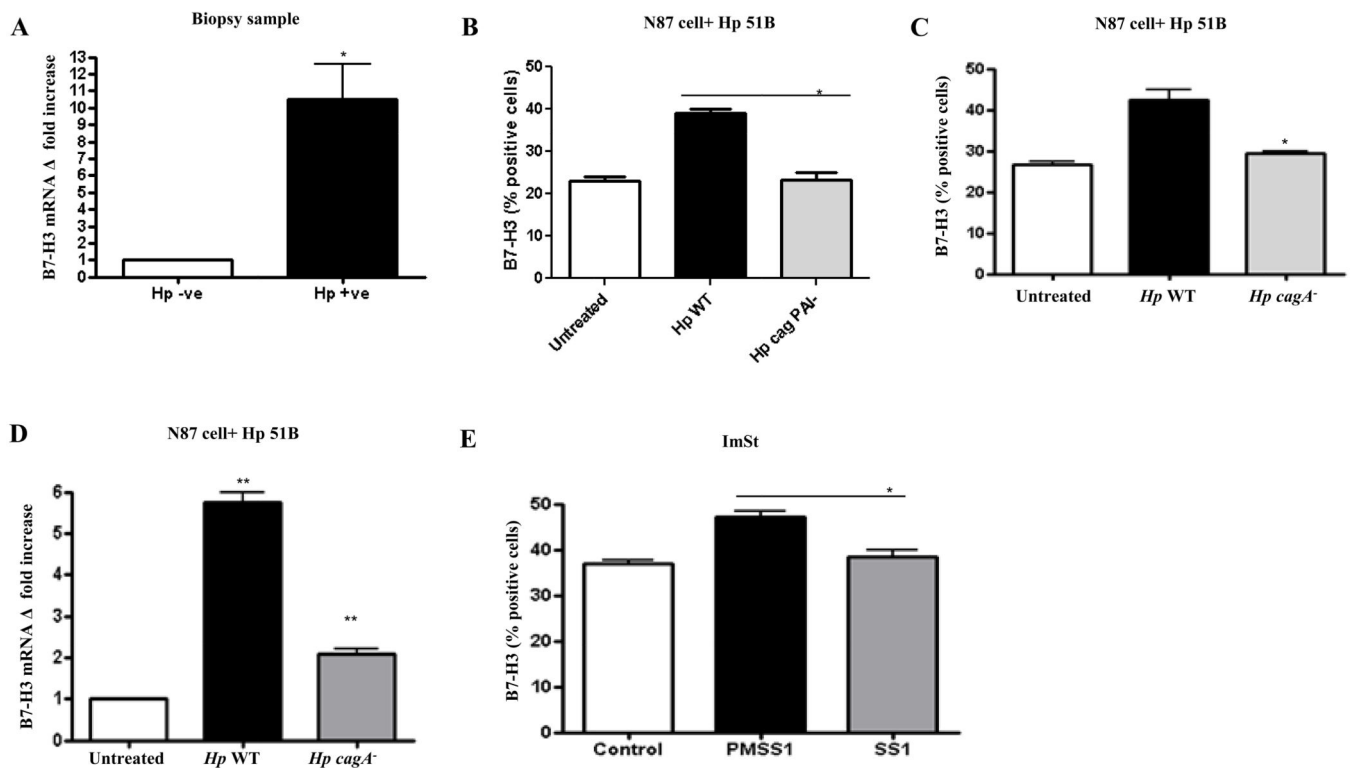 A
Biopsy sample
B7-H3 mRNA Δ fold increase
13
12
11
10
9
8
7
6
5
4
3
2
1
0
*
Hp -ve
Hp +ve
B
N87 cell+ Hp 51B
B7-H3 (% positive cells)
50
40
30
20
10
0
*
Untreated
Hp WT
Hp cag PAI-
C
N87 cell+ Hp 51B
B7-H3 (% positive cells)
50
40
30
20
10
0
*
Untreated
Hp WT
Hp cagA-
D
N87 cell+ Hp 51B
B7-H3 mRNA Δ fold increase
6
5
4
3
2
1
0
**
**
Untreated
Hp WT
Hp cagA-
E
ImSt
B7-H3 (% positive cells)
50
40
30
20
10
0
*
Control
PMSS1
SS1